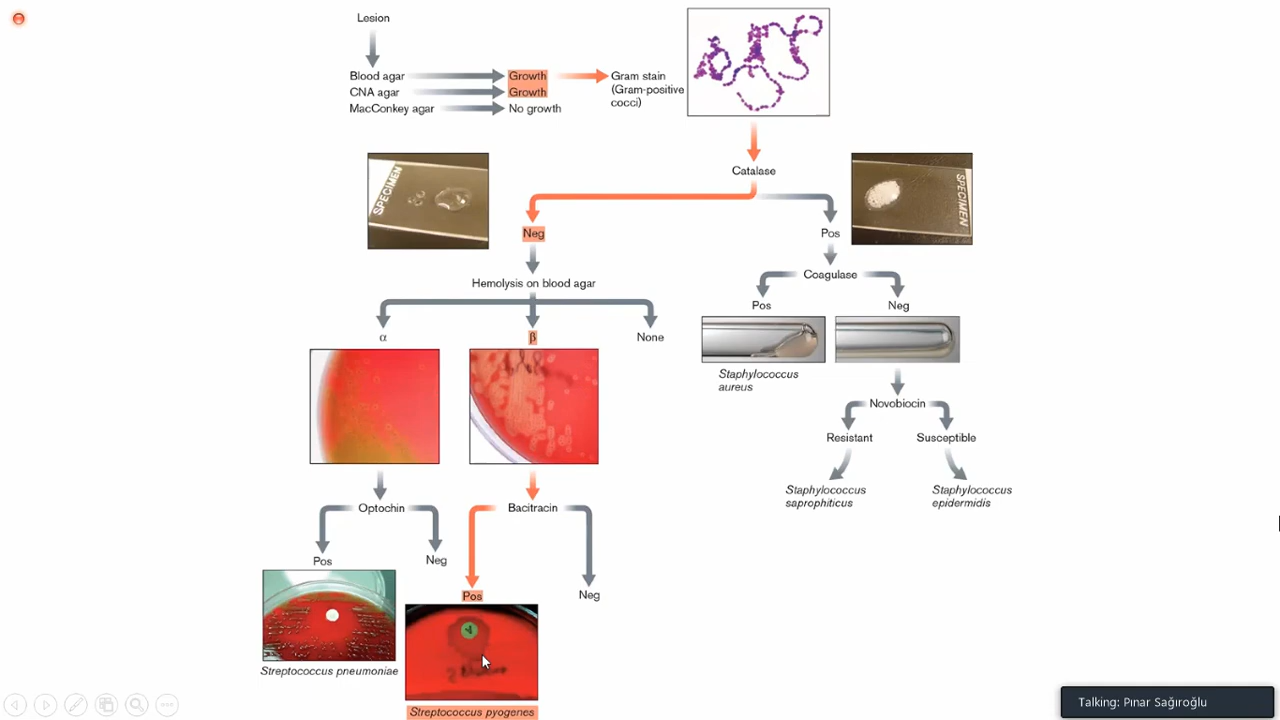 Lesion
Blood agar
Growth
Gram stain
CNA agar
Growth
(Gram-positive
MacConkey agar
No growth
cocci)
Catalase
SPECIMEN
SPECIMEN
Neg
Pos
Hemolysis on blood agar
Coagulase
Pos
Neg
α
β
None
Staphylococcus
aureus
Novobiocin
Resistant
Susceptible
Staphylococcus
saprophiticus
Staphylococcus
epidermidis
Optochin
Bacitracin
Pos
Neg
Pos
Neg
Streptococcus pneumoniae
Streptococcus pyogenes
Talking: Pınar Sağıroğlu